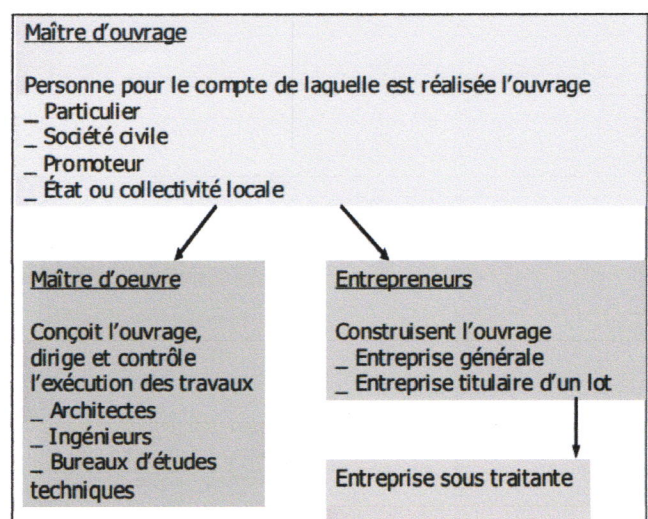 Maître d'ouvrage
Personne pour le compte de laquelle est réalisée l'ouvrage
_ Particulier
_ Société civile
_ Promoteur
_ État ou collectivité locale
Maître d'oeuvre
Conçoit l'ouvrage,
dirige et contrôle
l'exécution des travaux
_ Architectes
_ Ingénieurs
_ Bureaux d'études
techniques
Entrepreneurs
Construisent l'ouvrage
_ Entreprise générale
_ Entreprise titulaire d'un lot
Entreprise sous traitante